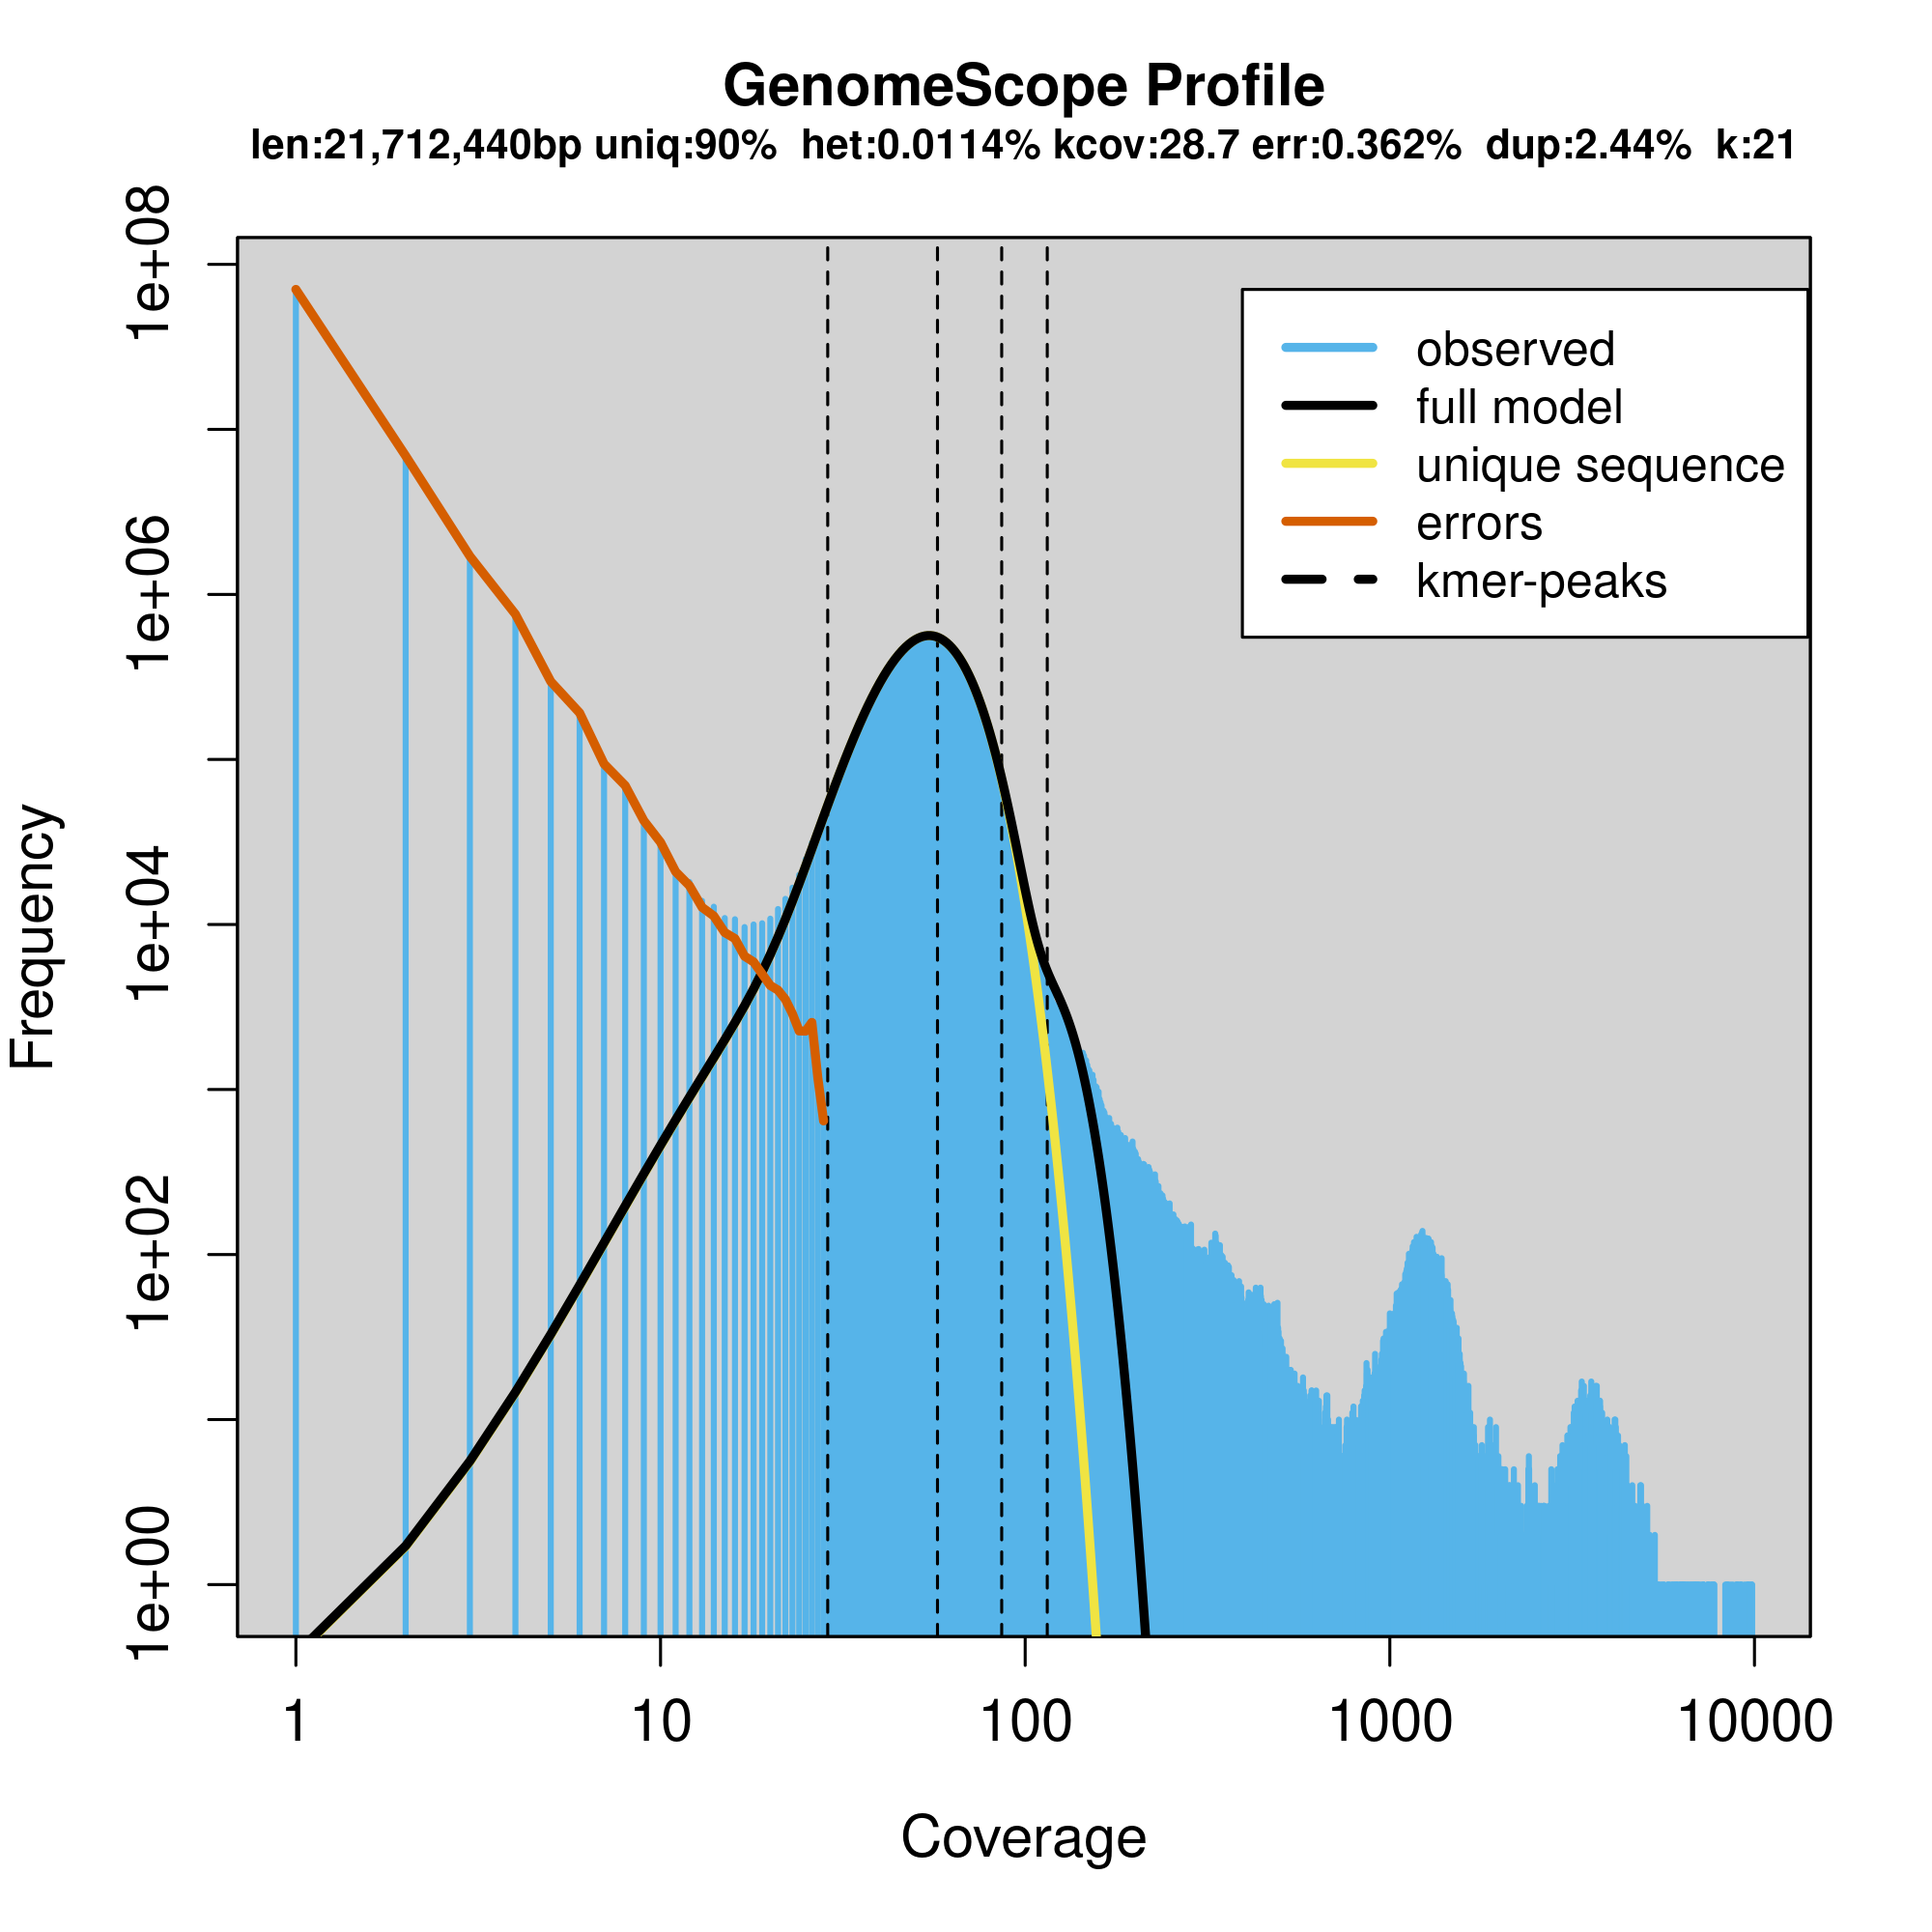 GenomeScope Profile
len:21,712,440bp uniq:90% het:0.0114% kcov:28.7 err:0.362% dup:2.44% k:21
1e+08
1e+06
1e+04
1e+02
1e+00
Frequency
observed
full model
unique sequence
errors
kmer-peaks
1
10
100
1000
10000
Coverage